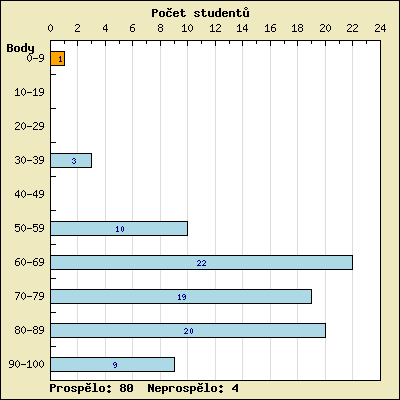 Počet studentů
0 2 4 6 8 10 12 14 16 18 20 22 24
Body
0-9 1
10-19
20-29
30-39 3
40-49
50-59 10
60-69 22
70-79 19
80-89 20
90-100 9
Prospělo: 80 Neprospělo: 4